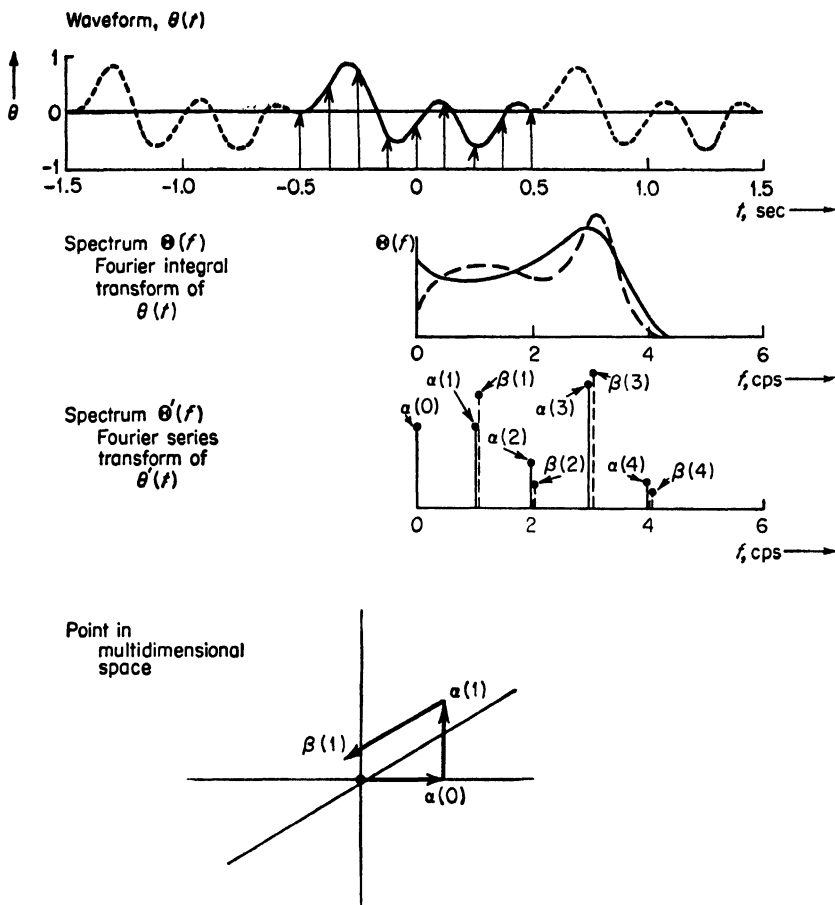 Waveform, θ(t)
1
0
-1
θ
-1.5 -1.0 -0.5 0 0.5 1.0 1.5
t, sec
Spectrum Θ(f)
Fourier integral
transform of
θ(t)
Θ(f)
0 2 4 6
f, cps
Spectrum Θ′(f)
Fourier series
transform of
θ′(t)
α(0)
α(1)
β(1)
α(2)
β(2)
α(3)
β(3)
α(4)
β(4)
0 2 4 6
f, cps
Point in
multidimensional
space
α(1)
β(1)
α(0)